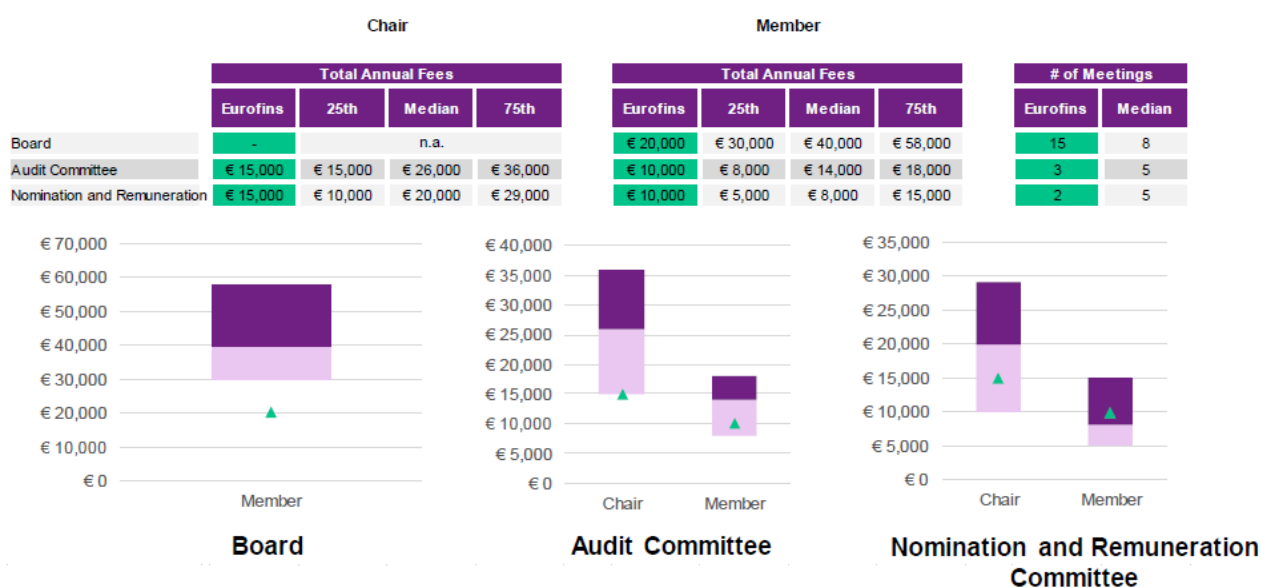 Chair Member
Total Annual Fees Total Annual Fees # of Meetings
Eurofins 25th Median 75th Eurofins 25th Median 75th Eurofins Median
Board - n.a. € 20,000 € 30,000 € 40,000 € 58,000 15 8
Audit Committee € 15,000 € 15,000 € 26,000 € 36,000 € 10,000 € 8,000 € 14,000 € 18,000 3 5
Nomination and Remuneration € 15,000 € 10,000 € 20,000 € 29,000 € 10,000 € 5,000 € 8,000 € 15,000 2 5
€ 70,000
€ 60,000
€ 50,000
€ 40,000
€ 30,000
€ 20,000
€ 10,000
€ 0
Member
Board
€ 40,000
€ 35,000
€ 30,000
€ 25,000
€ 20,000
€ 15,000
€ 10,000
€ 5,000
€ 0
Chair Member
Audit Committee
€ 35,000
€ 30,000
€ 25,000
€ 20,000
€ 15,000
€ 10,000
€ 5,000
€ 0
Chair Member
Nomination and Remuneration
Committee